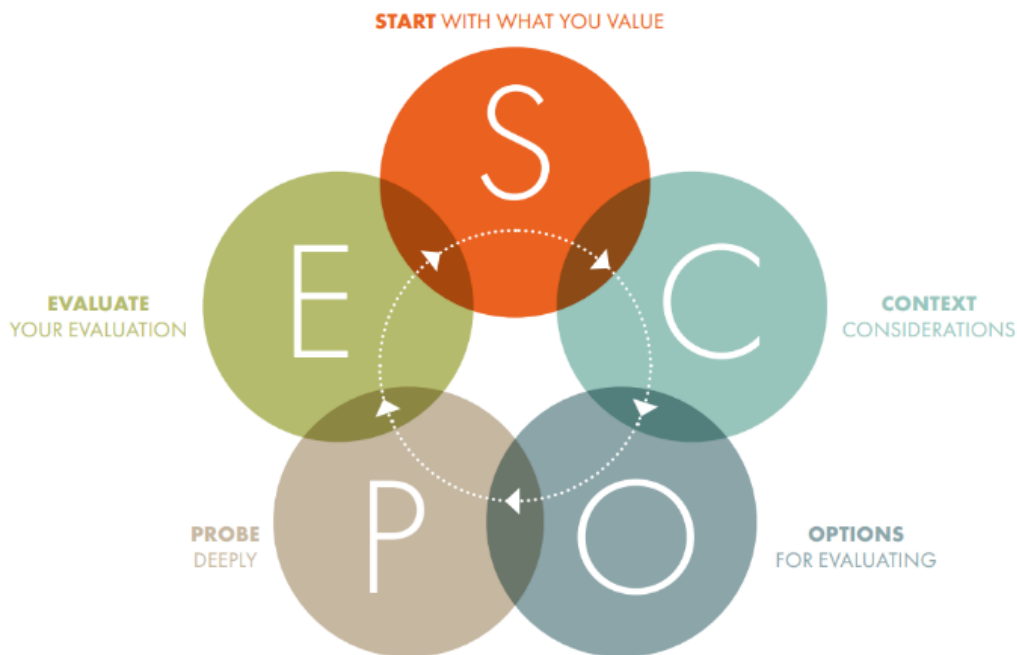 START WITH WHAT YOU VALUE
S
C
CONTEXT
CONSIDERATIONS
O
OPTIONS
FOR EVALUATING
P
PROBE
DEEPLY
E
EVALUATE
YOUR EVALUATION